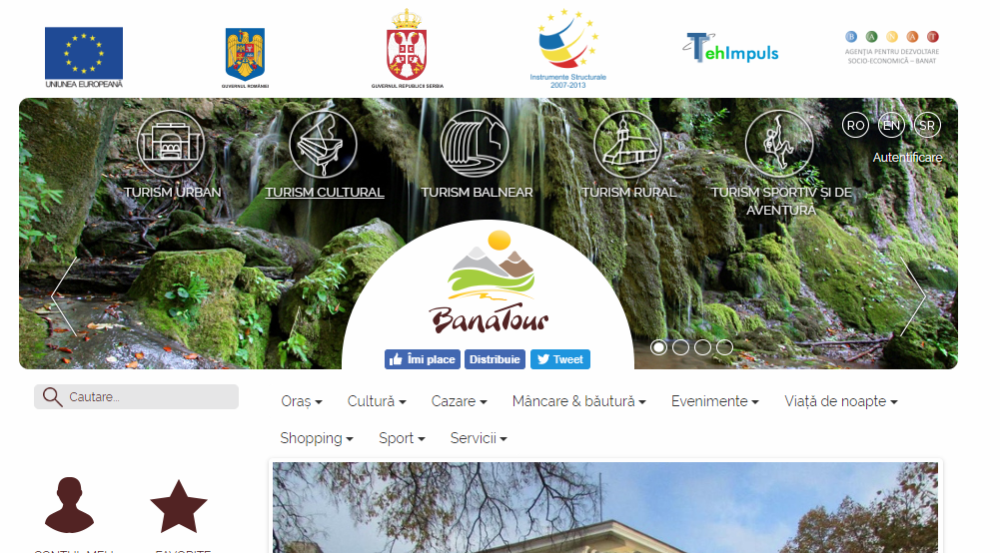 UNIUNEA EUROPEANĂ
GUVERNUL ROMÂNIEI
GUVERNUL REPUBLICII SERBIA
Instrumente Structurale
2007-2013
TehImpuls
B A N A T
AGENȚIA PENTRU DEZVOLTARE
SOCIO-ECONOMICĂ – BANAT
RO EN SR
Autentificare
TURISM URBAN
TURISM CULTURAL
TURISM BALNEAR
TURISM RURAL
TURISM SPORTIV ȘI DE
AVENTURĂ
BanaTour
Îmi place Distribuie Tweet
Cautare...
Oraș Cultură Cazare Mâncare & băutură Evenimente Viață de noapte
Shopping Sport Servicii
CONTUL MEU
FAVORITE